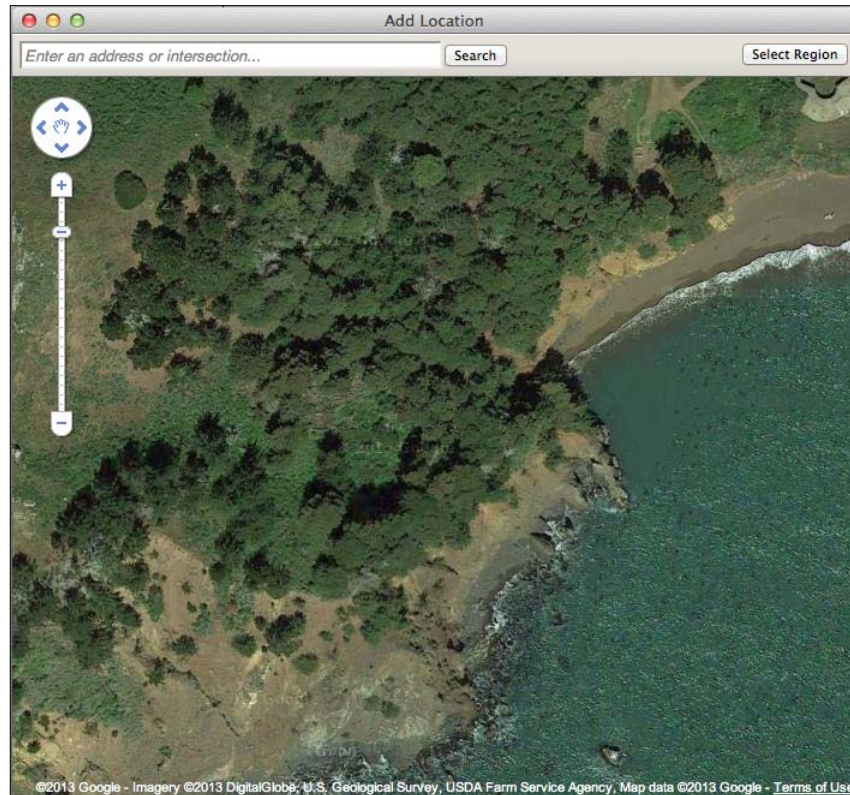 Add Location
Enter an address or intersection...
Search
Select Region
©2013 Google - Imagery ©2013 DigitalGlobe, U.S. Geological Survey, USDA Farm Service Agency, Map data ©2013 Google - Terms of Use